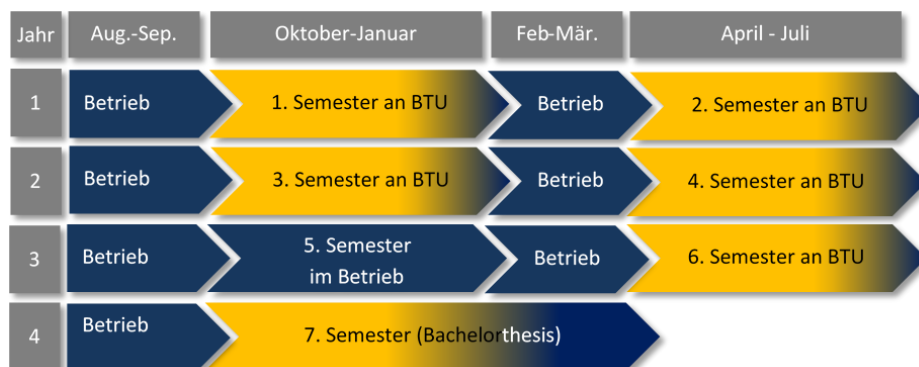 Jahr Aug.-Sep. Oktober-Januar Feb-Mär. April - Juli
1 Betrieb 1. Semester an BTU Betrieb 2. Semester an BTU
2 Betrieb 3. Semester an BTU Betrieb 4. Semester an BTU
3 Betrieb 5. Semester im Betrieb Betrieb 6. Semester an BTU
4 Betrieb 7. Semester (Bachelorthesis)